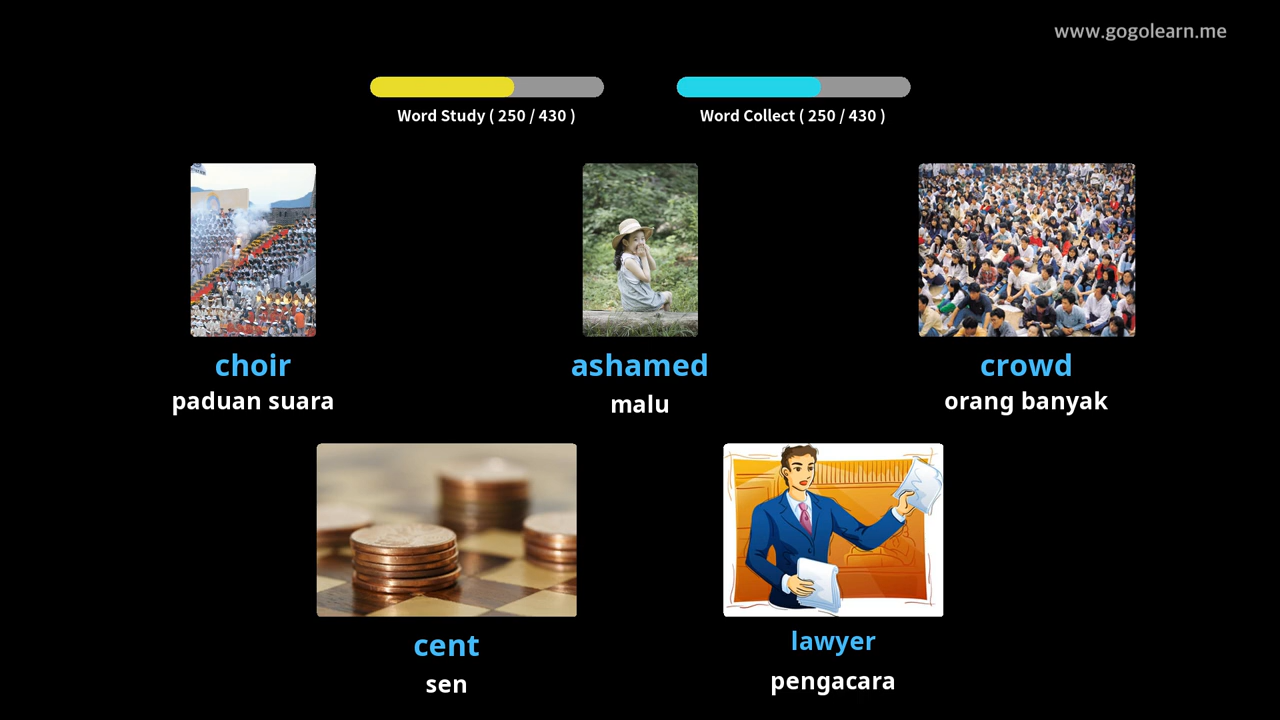 www.gogolearn.me
Word Study ( 250 / 430 )
Word Collect ( 250 / 430 )
choir
paduan suara
ashamed
malu
crowd
orang banyak
cent
sen
lawyer
pengacara